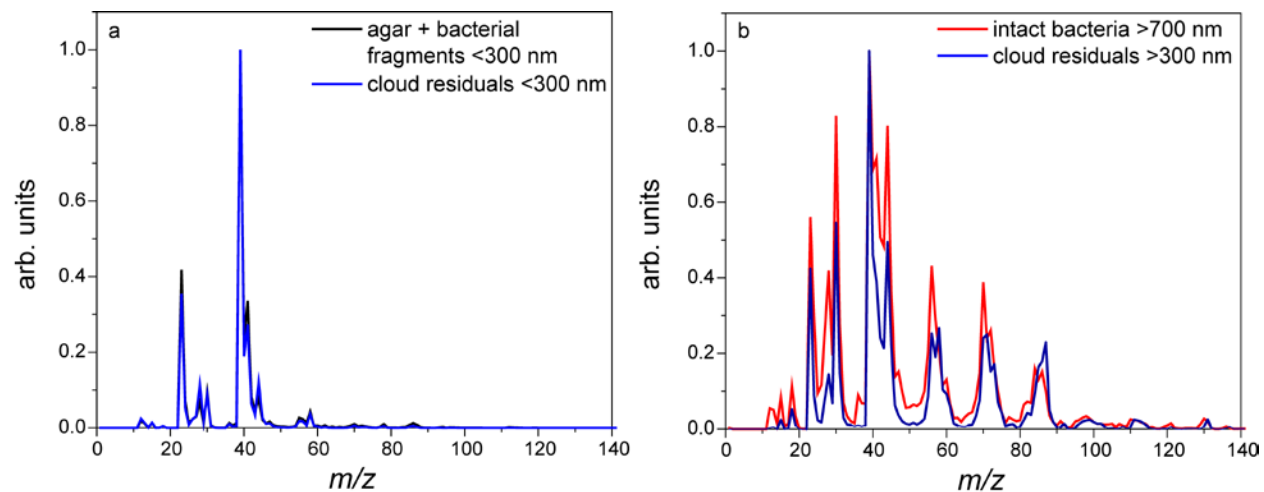 a
agar + bacterial
fragments <300 nm
cloud residuals <300 nm
arb. units
1.0
0.8
0.6
0.4
0.2
0.0
0 20 40 60 80 100 120 140
m/z
b
intact bacteria >700 nm
cloud residuals >300 nm
arb. units
1.0
0.8
0.6
0.4
0.2
0.0
0 20 40 60 80 100 120 140
m/z